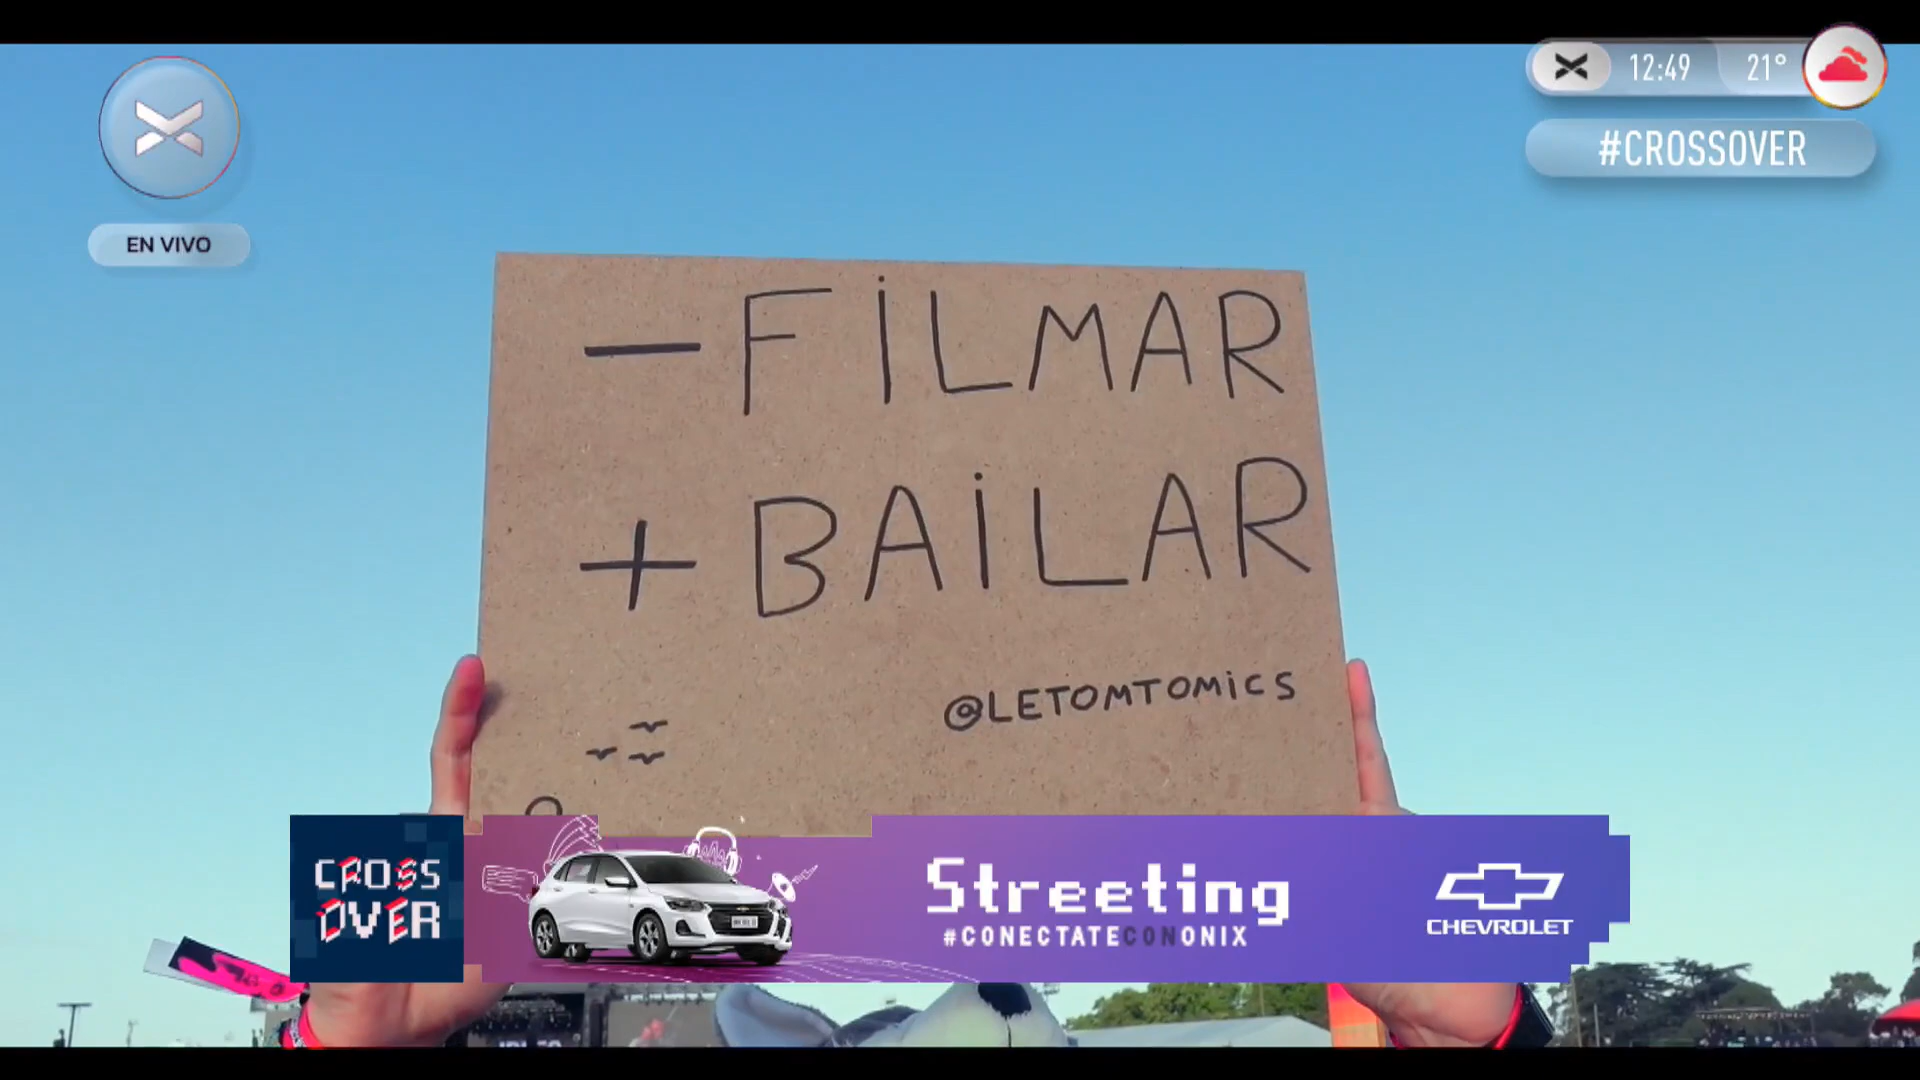 12:49 21°
#CROSSOVER
EN VIVO
— FILMAR
+ BAILAR
@LETOMTOMICS
CROSS
OVER
Streeting
#CONECTATECONONIX
CHEVROLET